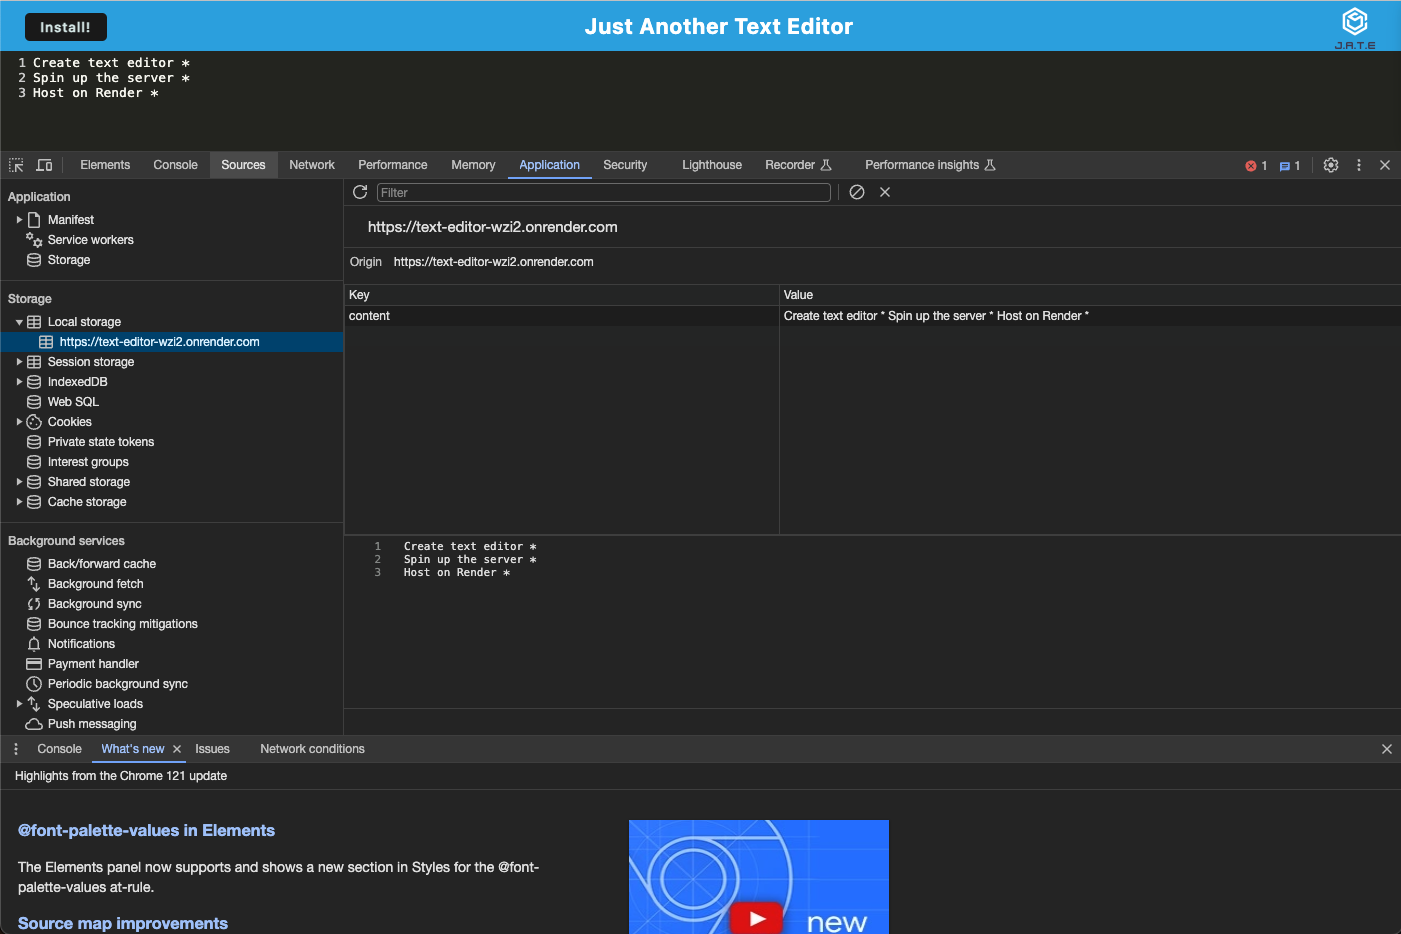 Install!
Just Another Text Editor
J.A.T.E
1 Create text editor *
2 Spin up the server *
3 Host on Render *
Elements Console Sources Network Performance Memory Application Security Lighthouse Recorder Performance insights 1 1
Application
Manifest
Service workers
Storage
Storage
Local storage
https://text-editor-wzi2.onrender.com
Session storage
IndexedDB
Web SQL
Cookies
Private state tokens
Interest groups
Shared storage
Cache storage
Background services
Back/forward cache
Background fetch
Background sync
Bounce tracking mitigations
Notifications
Payment handler
Periodic background sync
Speculative loads
Push messaging
Filter
https://text-editor-wzi2.onrender.com
Origin https://text-editor-wzi2.onrender.com
Key Value
content Create text editor * Spin up the server * Host on Render *
1 Create text editor *
2 Spin up the server *
3 Host on Render *
Console What's new Issues Network conditions
Highlights from the Chrome 121 update
@font-palette-values in Elements
The Elements panel now supports and shows a new section in Styles for the @font-
palette-values at-rule.
Source map improvements
new